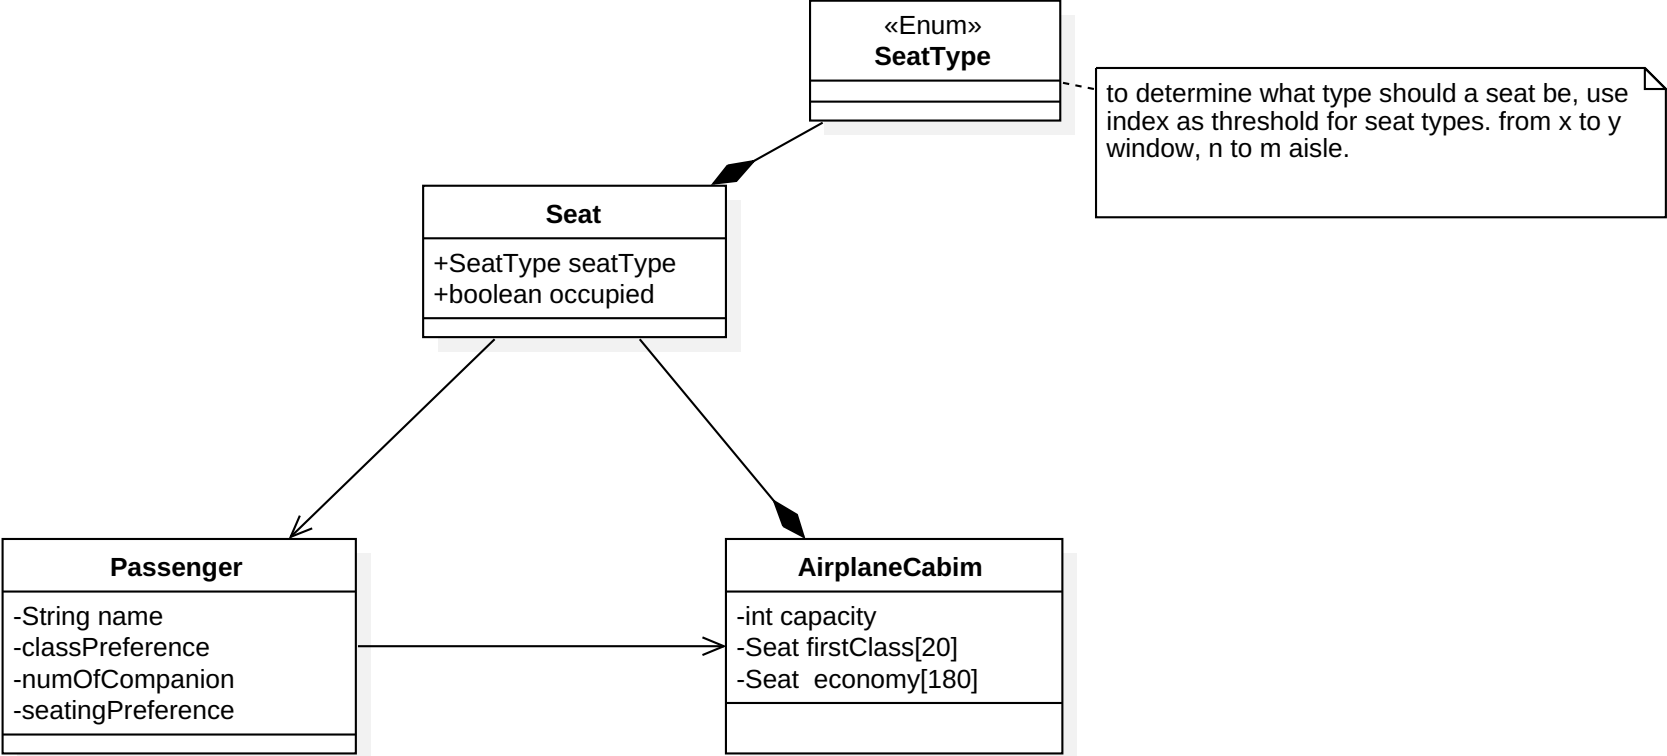 «Enum»
SeatType
to determine what type should a seat be, use
index as threshold for seat types. from x to y
window, n to m aisle.
Seat
+SeatType seatType
+boolean occupied
Passenger
-String name
-classPreference
-numOfCompanion
-seatingPreference
AirplaneCabim
-int capacity
-Seat firstClass[20]
-Seat  economy[180]